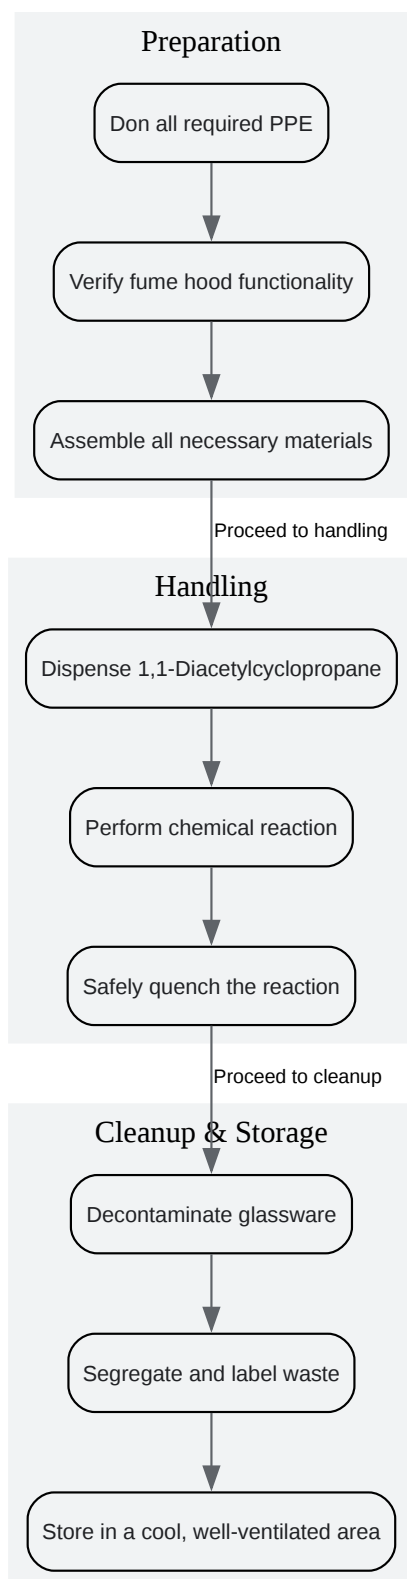 Preparation
Don all required PPE
Verify fume hood functionality
Assemble all necessary materials
Proceed to handling
Handling
Dispense 1,1-Diacetylcyclopropane
Perform chemical reaction
Safely quench the reaction
Proceed to cleanup
Cleanup & Storage
Decontaminate glassware
Segregate and label waste
Store in a cool, well-ventilated area